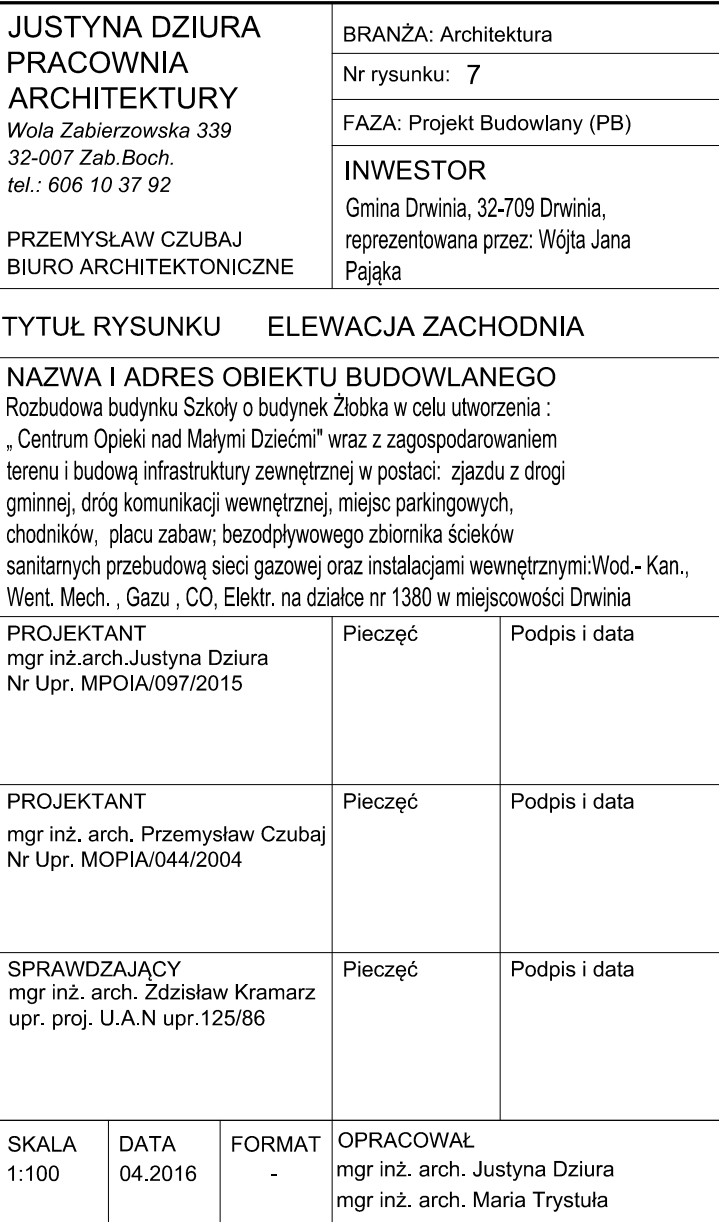 JUSTYNA DZIURA
PRACOWNIA
ARCHITEKTURY
Wola Zabierzowska 339
32-007 Zab.Boch.
tel.: 606 10 37 92
PRZEMYSŁAW CZUBAJ
BIURO ARCHITEKTONICZNE
BRANŻA: Architektura
Nr rysunku: 7
FAZA: Projekt Budowlany (PB)
INWESTOR
Gmina Drwinia, 32-709 Drwinia,
reprezentowana przez: Wójta Jana
Pająka
TYTUŁ RYSUNKU ELEWACJA ZACHODNIA
NAZWA I ADRES OBIEKTU BUDOWLANEGO
Rozbudowa budynku Szkoły o budynek Żłobka w celu utworzenia :
„ Centrum Opieki nad Małymi Dziećmi" wraz z zagospodarowaniem
terenu i budową infrastruktury zewnętrznej w postaci: zjazdu z drogi
gminnej, dróg komunikacji wewnętrznej, miejsc parkingowych,
chodników, placu zabaw; bezodpływowego zbiornika ścieków
sanitarnych przebudową sieci gazowej oraz instalacjami wewnętrznymi:Wod.- Kan.,
Went. Mech. , Gazu , CO, Elektr. na działce nr 1380 w miejscowości Drwinia
PROJEKTANT
mgr inż.arch.Justyna Dziura
Nr Upr. MPOIA/097/2015
Pieczęć
Podpis i data
PROJEKTANT
mgr inż. arch. Przemysław Czubaj
Nr Upr. MOPIA/044/2004
Pieczęć
Podpis i data
SPRAWDZAJĄCY
mgr inż. arch. Zdzisław Kramarz
upr. proj. U.A.N upr.125/86
Pieczęć
Podpis i data
SKALA
1:100
DATA
04.2016
FORMAT
-
OPRACOWAŁ
mgr inż. arch. Justyna Dziura
mgr inż. arch. Maria Trystuła